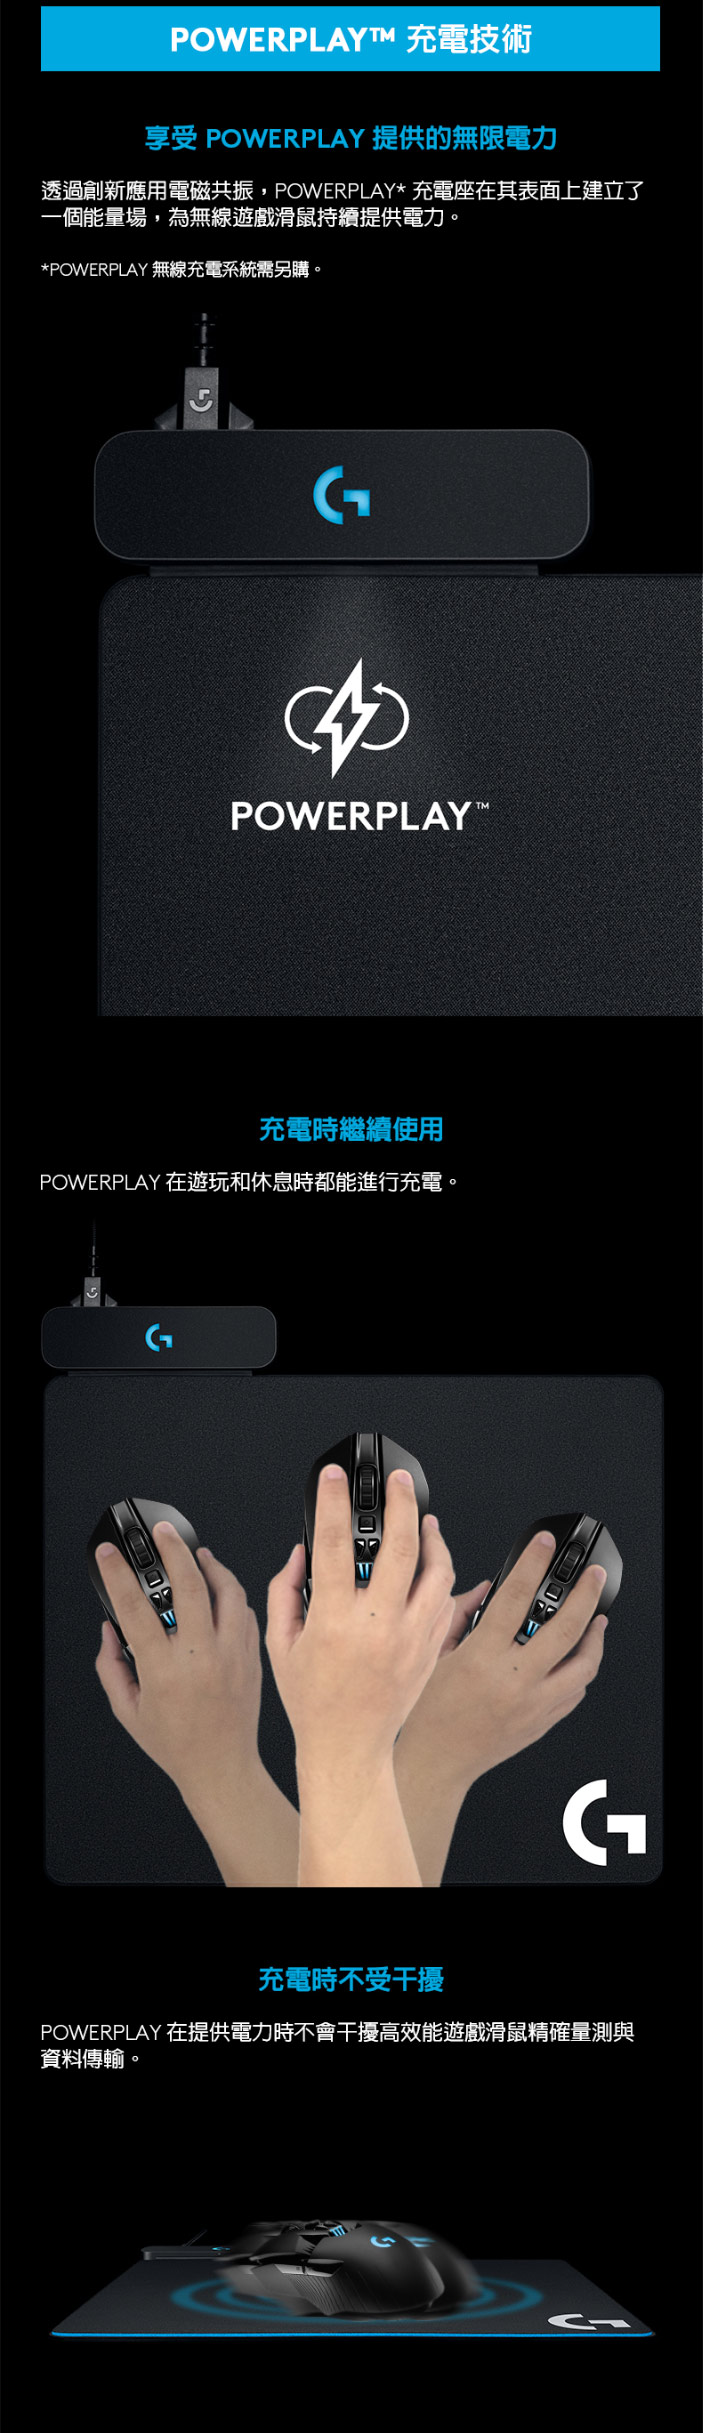 POWERPLAY™ 充電技術
享受 POWERPLAY 提供的無限電力
透過創新應用電磁共振，POWERPLAY* 充電座在其表面上建立了
一個能量場，為無線遊戲滑鼠持續提供電力。
*POWERPLAY 無線充電系統需另購。
POWERPLAY™
充電時繼續使用
POWERPLAY 在遊玩和休息時都能進行充電。
充電時不受干擾
POWERPLAY 在提供電力時不會干擾高效能遊戲滑鼠精確量測與
資料傳輸。